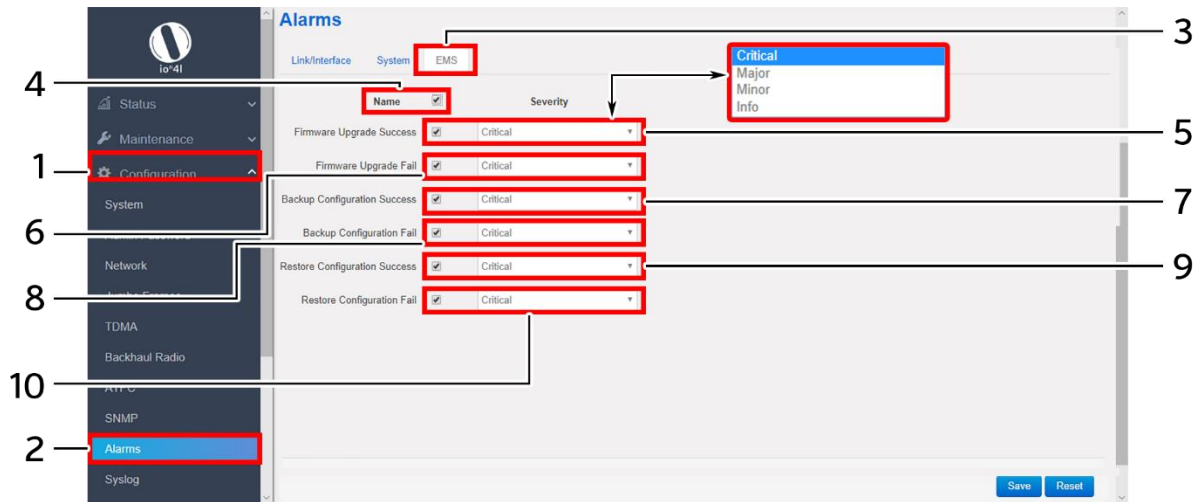 Alarms
3
Link/Interface System EMS
Critical
Major
Minor
Info
io*4l
4
Name Severity
Status
Firmware Upgrade Success Critical
5
Maintenance
Firmware Upgrade Fail Critical
1
Configuration
Backup Configuration Success Critical
7
System
6
Backup Configuration Fail Critical
Network
Restore Configuration Success Critical
9
8
Restore Configuration Fail Critical
TDMA
Backhaul Radio
10
SNMP
2
Alarms
Syslog
Save Reset